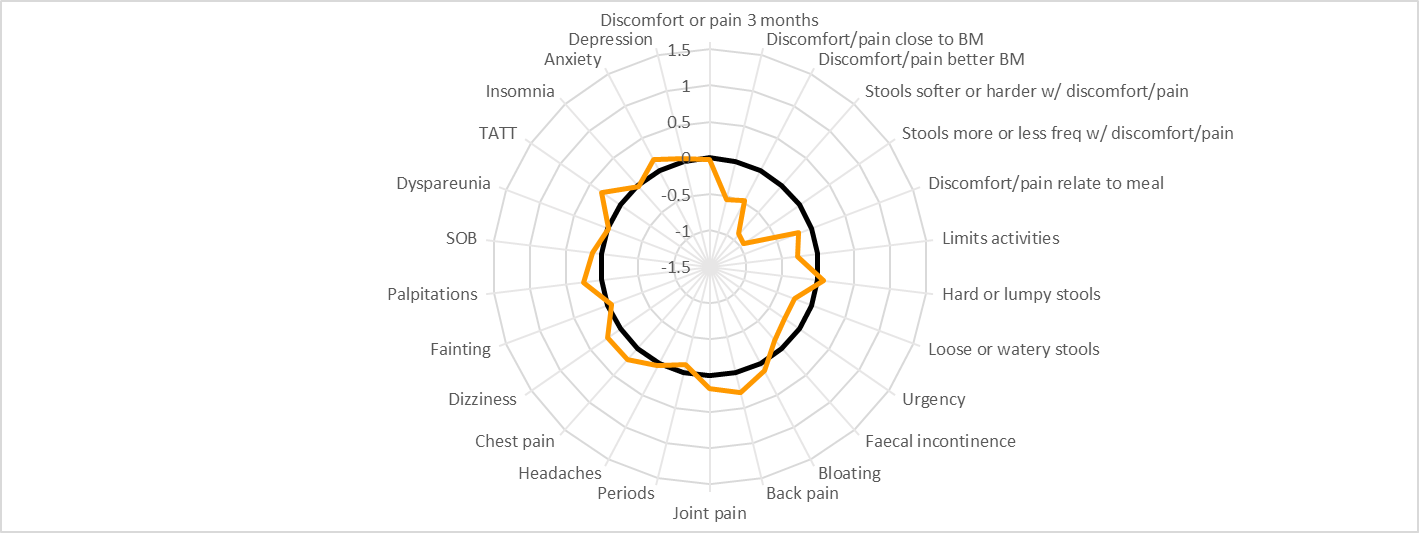 Discomfort or pain 3 months
Discomfort/pain close to BM
Discomfort/pain better BM
Stools softer or harder w/ discomfort/pain
Stools more or less freq w/ discomfort/pain
Discomfort/pain relate to meal
Limits activities
Hard or lumpy stools
Loose or watery stools
Urgency
Faecal incontinence
Bloating
Back pain
Joint pain
Periods
Headaches
Chest pain
Dizziness
Fainting
Palpitations
SOB
Dyspareunia
TATT
Insomnia
Anxiety
Depression
1.5
1
0.5
0
-0.5
-1
-1.5